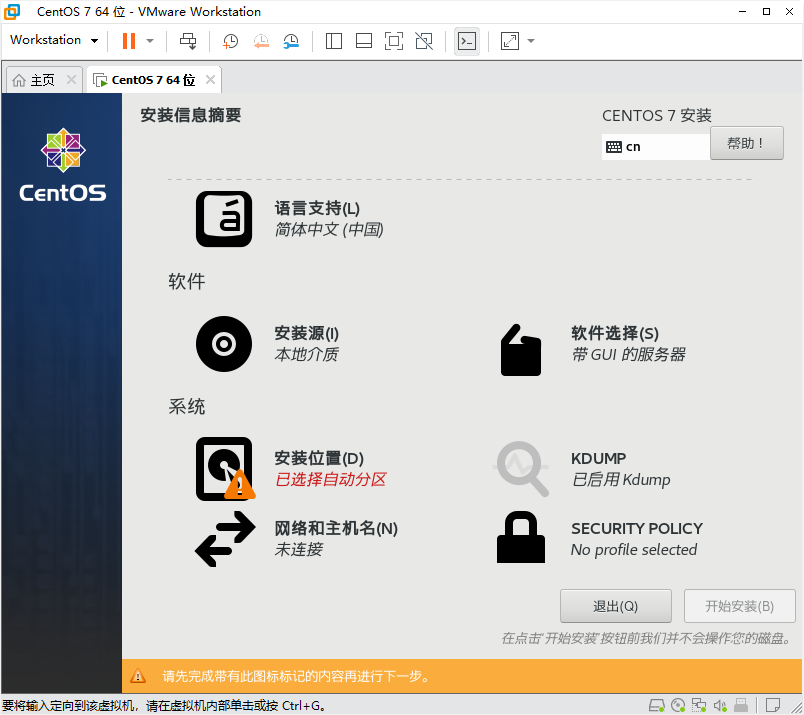 CentOS 7 64 位 - VMware Workstation
Workstation
主页
CentOS 7 64 位
安装信息摘要
CENTOS 7 安装
cn
帮助！
CentOS
语言支持(L)
简体中文 (中国)
软件
安装源(I)
本地介质
软件选择(S)
带 GUI 的服务器
系统
安装位置(D)
已选择自动分区
KDUMP
已启用 Kdump
网络和主机名(N)
未连接
SECURITY POLICY
No profile selected
退出(Q)
开始安装(B)
在点击'开始安装'按钮前我们并不会操作您的磁盘。
请先完成带有此图标标记的内容再进行下一步。
要将输入定向到该虚拟机，请在虚拟机内部单击或按 Ctrl+G。